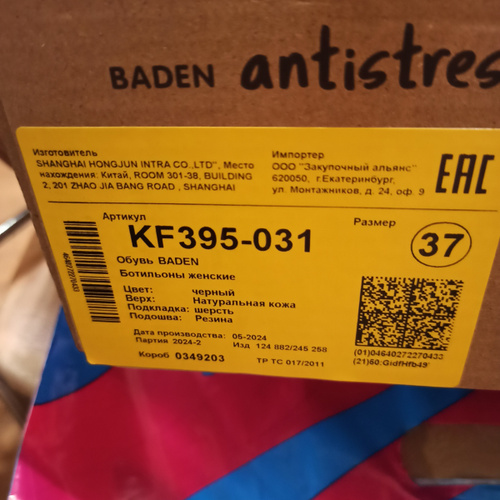 BADEN antistres
Изготовитель
SHANGHAI HONGJUN INTRA CO.,LTD", Место
нахождения: Китай, ROOM 301-38, BUILDING
2, 201 ZHAO JIA BANG ROAD , SHANGHAI
Импортер
ООО "Закупочный альянс"
620050, г.Екатеринбург,
ул. Монтажников, д. 24, оф. 9
EAC
Артикул
KF395-031
Размер
37
Обувь BADEN
Ботильоны женские
Цвет: черный
Верх: Натуральная кожа
Подкладка: шерсть
Подошва: Резина
Дата производства: 05-2024
Партия 2024-2 Изд 124 882/245 258
Короб 0349203 ТР ТС 017/2011
(01)04640272270433
(21)60:GidfHfb49